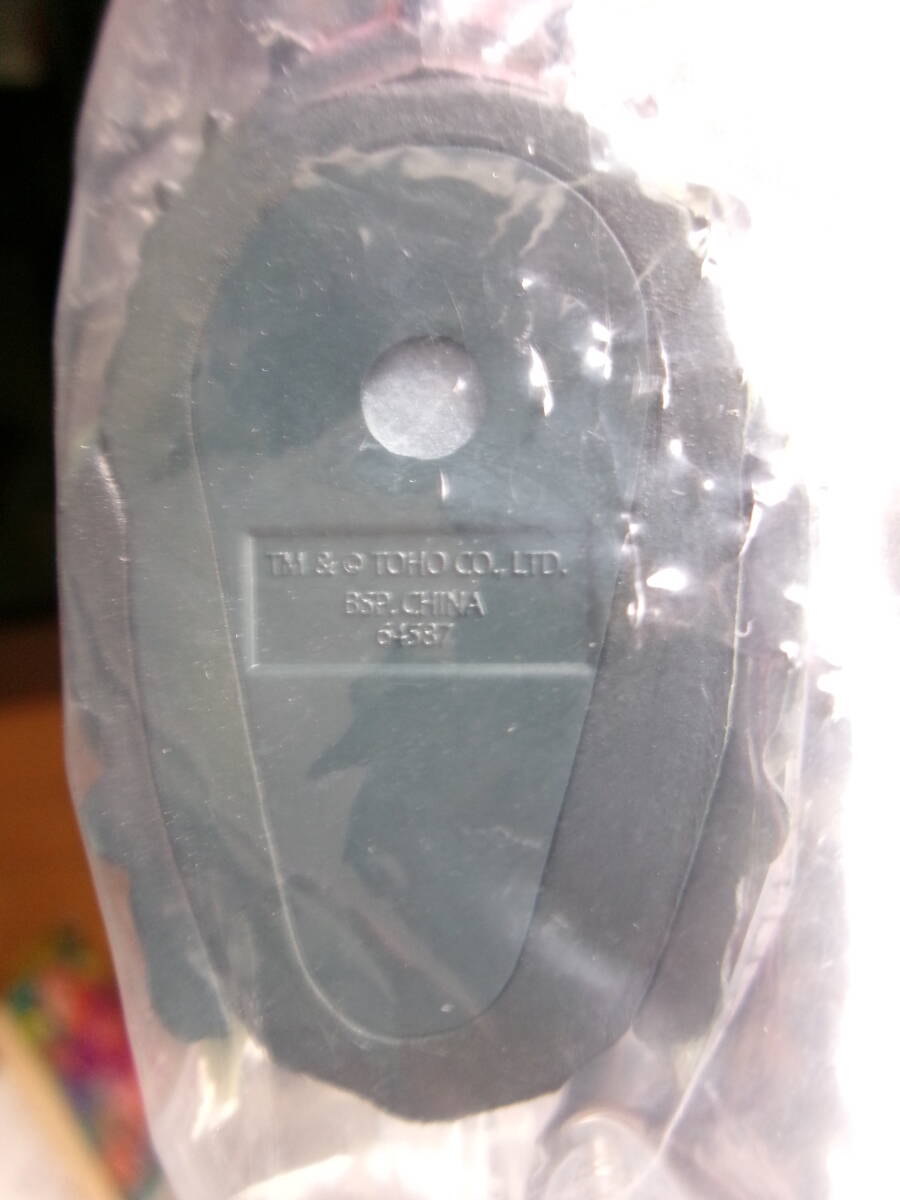 TM & © TOHO CO., LTD.
BSP. CHINA
64587